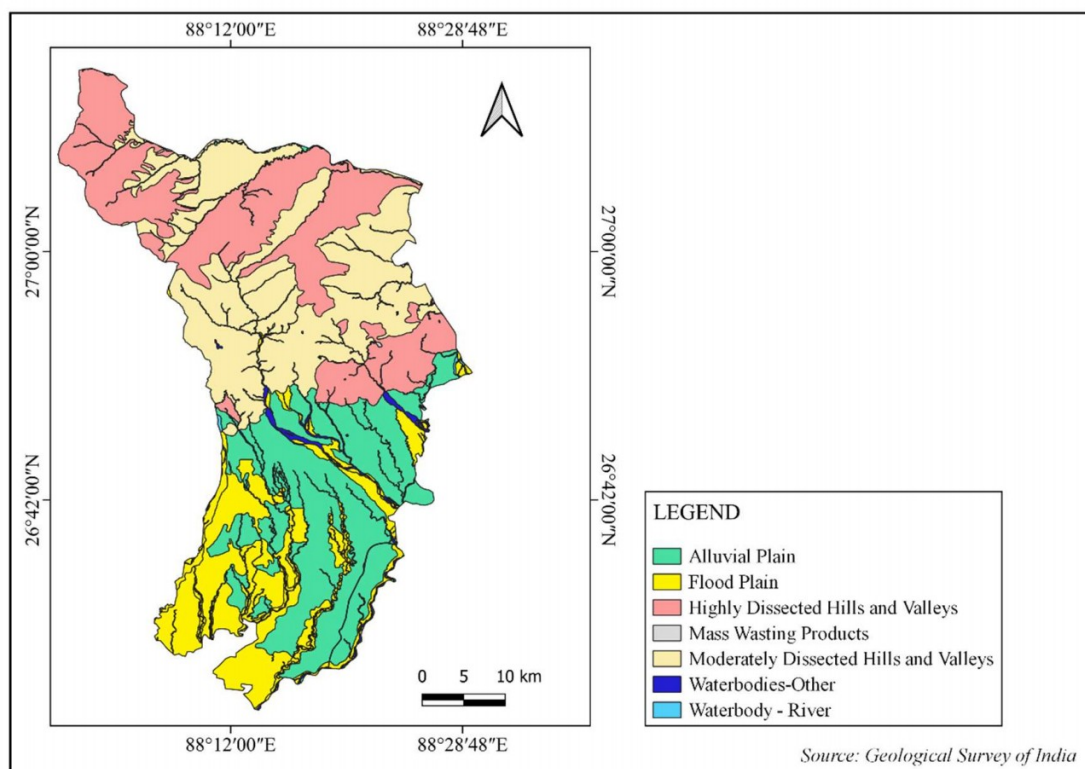 88°12′00″E 88°28′48″E
27°00′00″N
27°00′00″N
26°42′00″N
26°42′00″N
LEGEND
Alluvial Plain
Flood Plain
Highly Dissected Hills and Valleys
Mass Wasting Products
Moderately Dissected Hills and Valleys
Waterbodies-Other
Waterbody - River
0 5 10 km
88°12′00″E 88°28′48″E
Source: Geological Survey of India